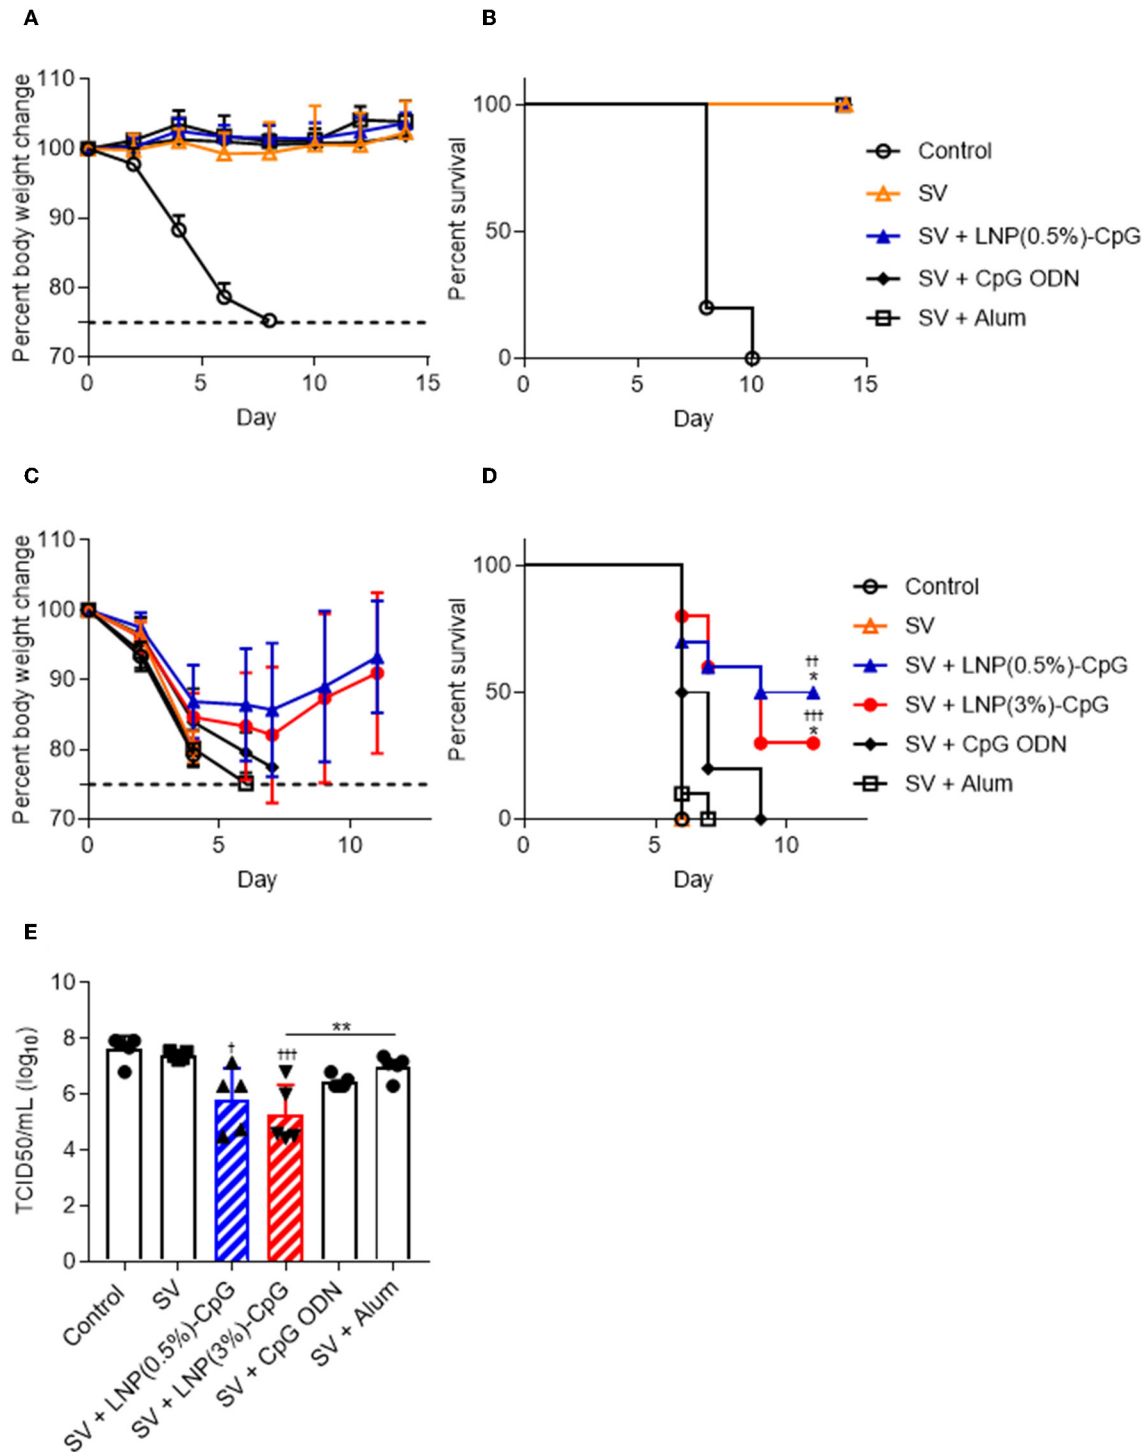 A
B
Percent body weight change
110
100
90
80
70
0
5
10
15
Day
Percent survival
100
50
0
0
5
10
15
Day
Control
SV
SV + LNP(0.5%)-CpG
SV + CpG ODN
SV + Alum
C
D
Percent body weight change
110
100
90
80
70
0
5
10
Day
Percent survival
100
50
0
0
5
10
Day
††
*
†††
*
Control
SV
SV + LNP(0.5%)-CpG
SV + LNP(3%)-CpG
SV + CpG ODN
SV + Alum
E
TCID50/mL (log10)
10
8
6
4
2
0
†
†††
**
Control
SV
SV + LNP(0.5%)-CpG
SV + LNP(3%)-CpG
SV + CpG ODN
SV + Alum